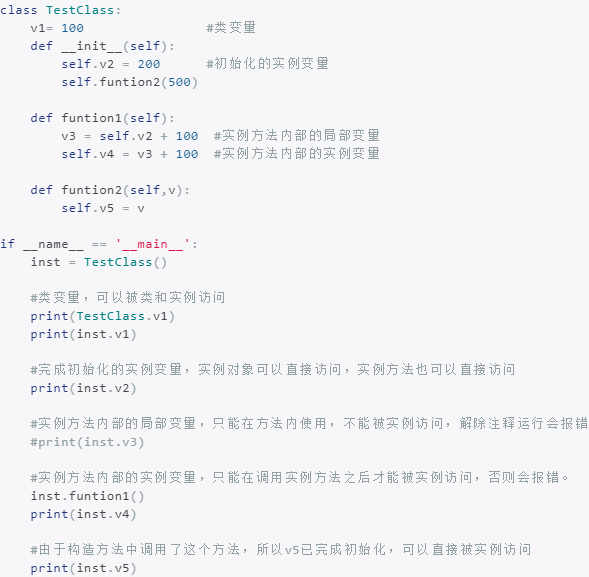 class TestClass:
    v1= 100                #类变量
    def __init__(self):
        self.v2 = 200      #初始化的实例变量
        self.funtion2(500)

    def funtion1(self):
        v3 = self.v2 + 100  #实例方法内部的局部变量
        self.v4 = v3 + 100  #实例方法内部的实例变量

    def funtion2(self,v):
        self.v5 = v

if __name__ == '__main__':
    inst = TestClass()

    #类变量，可以被类和实例访问
    print(TestClass.v1)
    print(inst.v1)

    #完成初始化的实例变量，实例对象可以直接访问，实例方法也可以直接访问
    print(inst.v2)

    #实例方法内部的局部变量，只能在方法内使用，不能被实例访问，解除注释运行会报错
    #print(inst.v3)

    #实例方法内部的实例变量，只能在调用实例方法之后才能被实例访问，否则会报错。
    inst.funtion1()
    print(inst.v4)

    #由于构造方法中调用了这个方法，所以v5已完成初始化，可以直接被实例访问
    print(inst.v5)